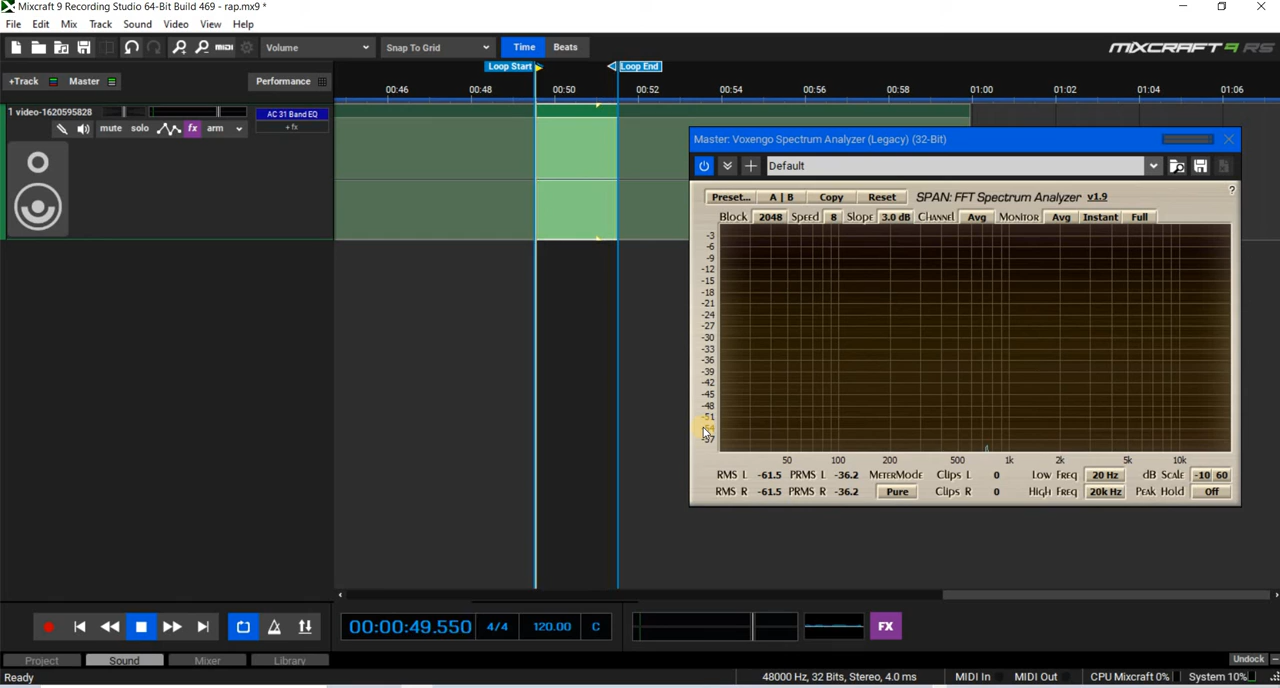 Mixcraft 9 Recording Studio 64-Bit Build 469 - rap.mx9 *
File Edit Mix Track Sound Video View Help
MIDI Volume Snap To Grid Time Beats MIXCRAFT 9 RS
Loop Start Loop End
+Track Master Performance 00:46 00:48 00:50 00:52 00:54 00:56 00:58 01:00 01:02 01:04 01:06
1 video-1620595828 AC 31 Band EQ
mute solo fx arm + fx
Master: Voxengo Spectrum Analyzer (Legacy) (32-Bit)
Default
Preset... A | B Copy Reset SPAN: FFT Spectrum Analyzer v1.9 ?
Block 2048 Speed 8 Slope 3.0 dB Channel Avg Monitor Avg Instant Full
-3
-6
-9
-12
-15
-18
-21
-24
-27
-30
-33
-36
-39
-42
-45
-48
-51
-54
-57
50 100 200 500 1k 2k 5k 10k
RMS L -61.5 PRMS L -36.2 MeterMode Clips L 0 Low Freq 20 Hz dB Scale -10 60
RMS R -61.5 PRMS R -36.2 Pure Clips R 0 High Freq 20k Hz Peak Hold Off
00:00:49.550 4/4 120.00 C FX
Project Sound Mixer Library Undock
Ready 48000 Hz, 32 Bits, Stereo, 4.0 ms MIDI In MIDI Out CPU Mixcraft 0% System 10%